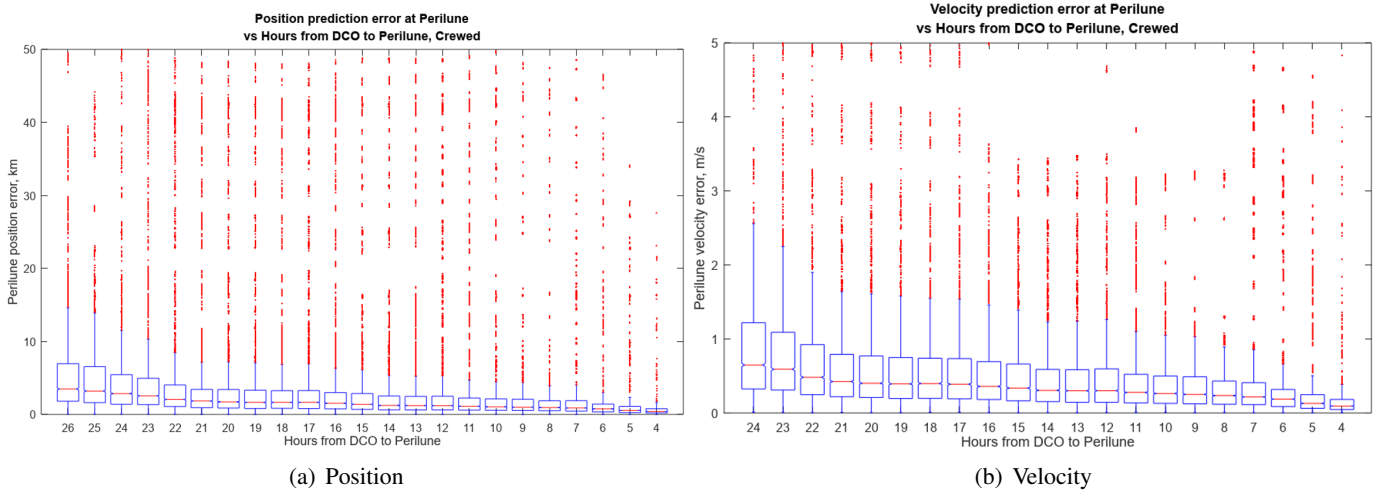 Position prediction error at Perilune
vs Hours from DCO to Perilune, Crewed
Perilune position error, km
50
40
30
20
10
0
26 25 24 23 22 21 20 19 18 17 16 15 14 13 12 11 10 9 8 7 6 5 4
Hours from DCO to Perilune
(a) Position
Velocity prediction error at Perilune
vs Hours from DCO to Perilune, Crewed
Perilune velocity error, m/s
5
4
3
2
1
0
24 23 22 21 20 19 18 17 16 15 14 13 12 11 10 9 8 7 6 5 4
Hours from DCO to Perilune
(b) Velocity